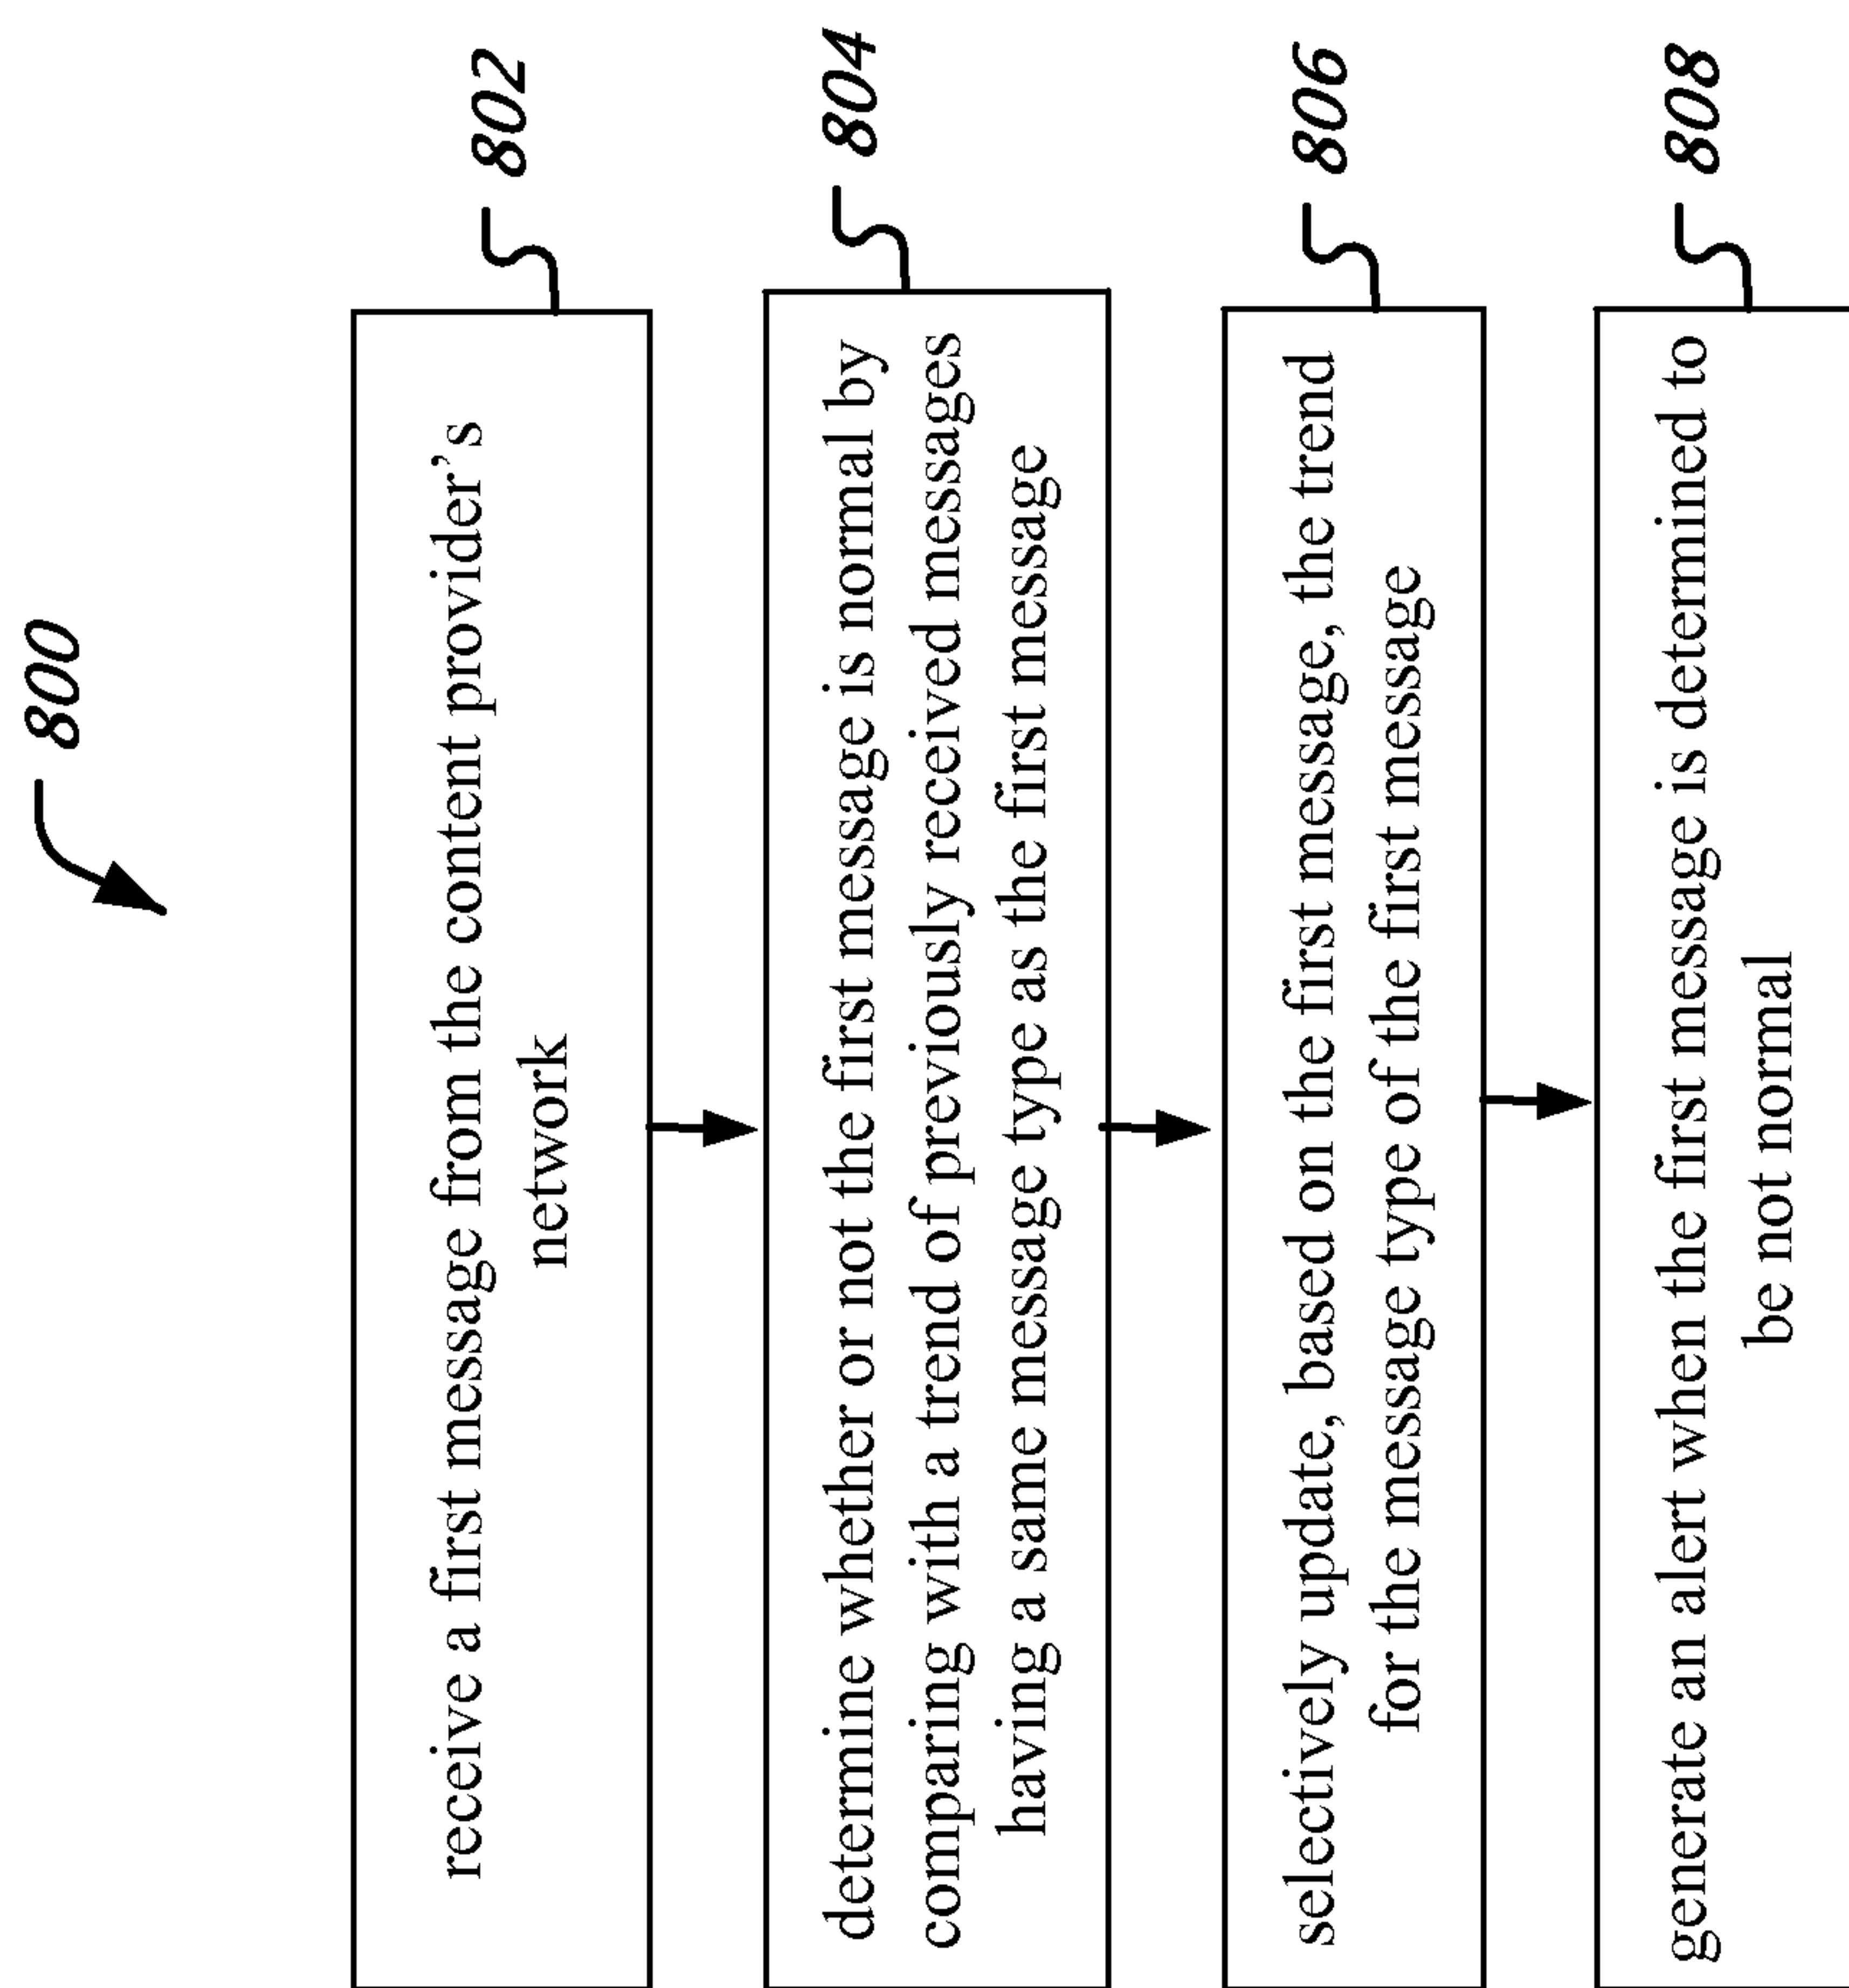 800
receive a first message from the content provider's
network
802
determine whether or not the first message is normal by
comparing with a trend of previously received messages
having a same message type as the first message
804
selectively update, based on the first message, the trend
for the message type of the first message
806
generate an alert when the first message is determined to
be not normal
808